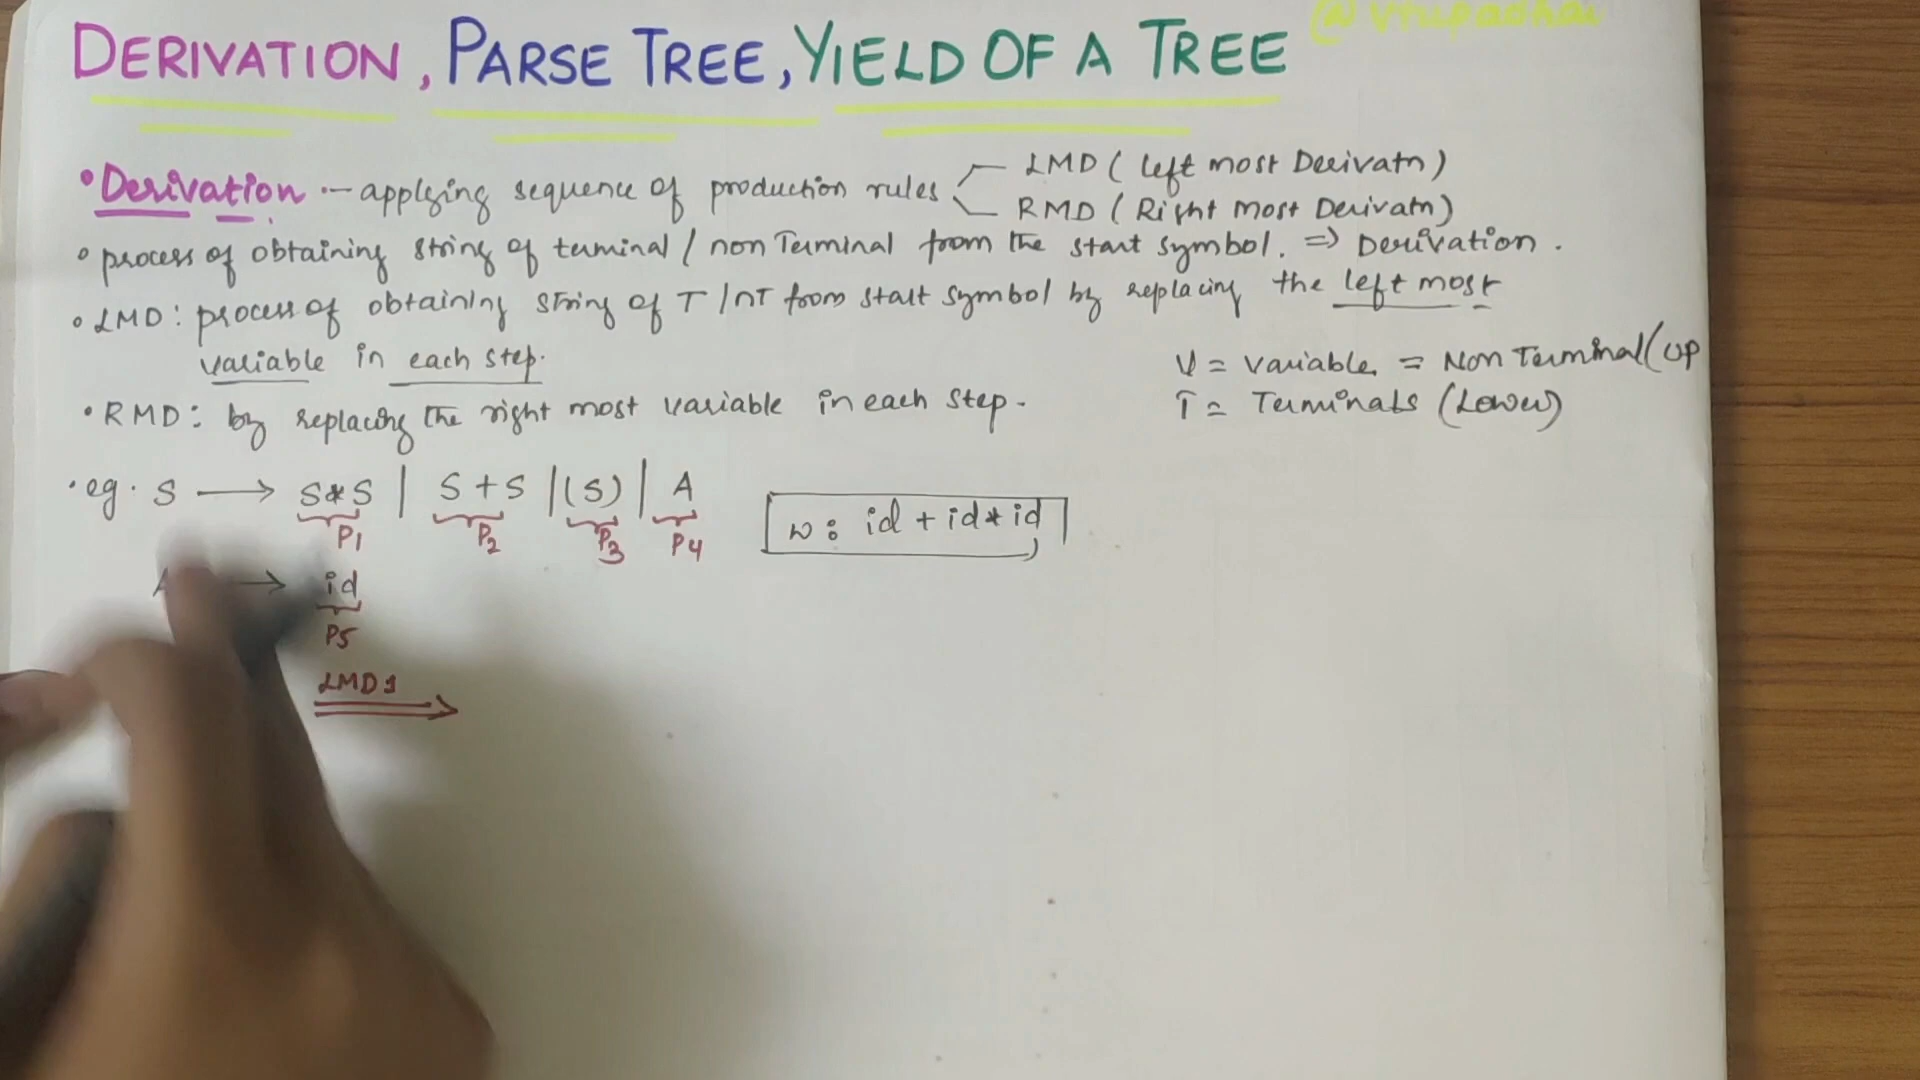 @vtupadhai
DERIVATION, PARSE TREE, YIELD OF A TREE
• Derivation :- applying sequence of production rules
LMD ( left most Derivatn )
RMD ( Right most Derivatn )
• process of obtaining string of terminal / non Terminal from the start symbol. => Derivation .
• LMD : process of obtaining string of T / nT from start symbol by replacing the left most
variable in each step.
V = variable = Non Terminal (up
T = Terminals (Lower)
• RMD : by replacing the right most variable in each step -
• eg. S → S*S | S+S | (S) | A
P1 P2 P3 P4
w : id + id * id
→ id
P5
LMD 1